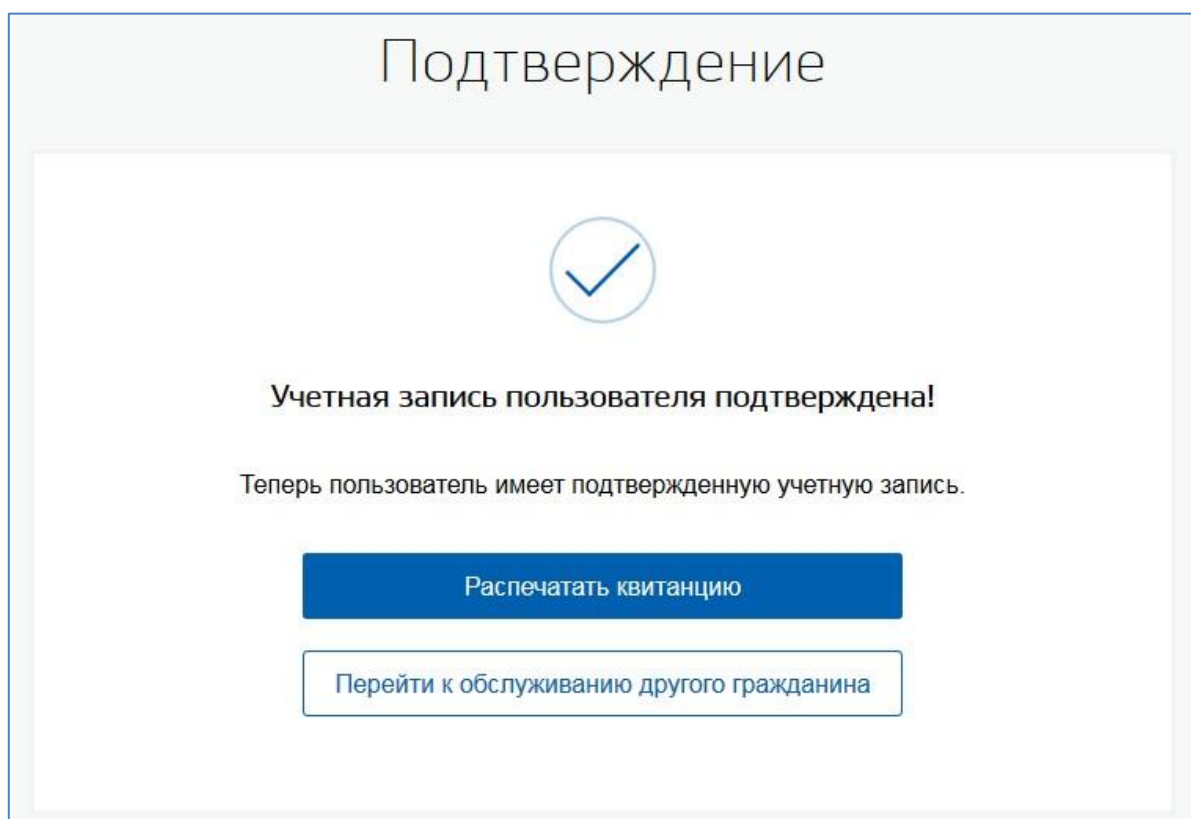 Подтверждение
Учетная запись пользователя подтверждена!
Теперь пользователь имеет подтвержденную учетную запись.
Распечатать квитанцию
Перейти к обслуживанию другого гражданина